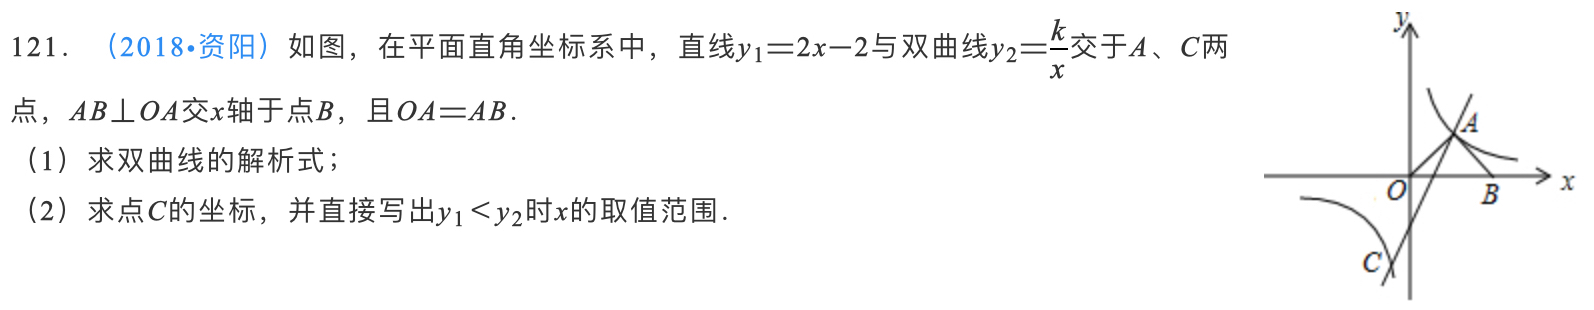 121. （2018•资阳）如图，在平面直角坐标系中，直线y₁＝2x－2与双曲线y₂＝k/x交于A、C两
点，AB⊥OA交x轴于点B，且OA＝AB．
（1）求双曲线的解析式；
（2）求点C的坐标，并直接写出y₁＜y₂时x的取值范围．
y
A
O
B
x
C